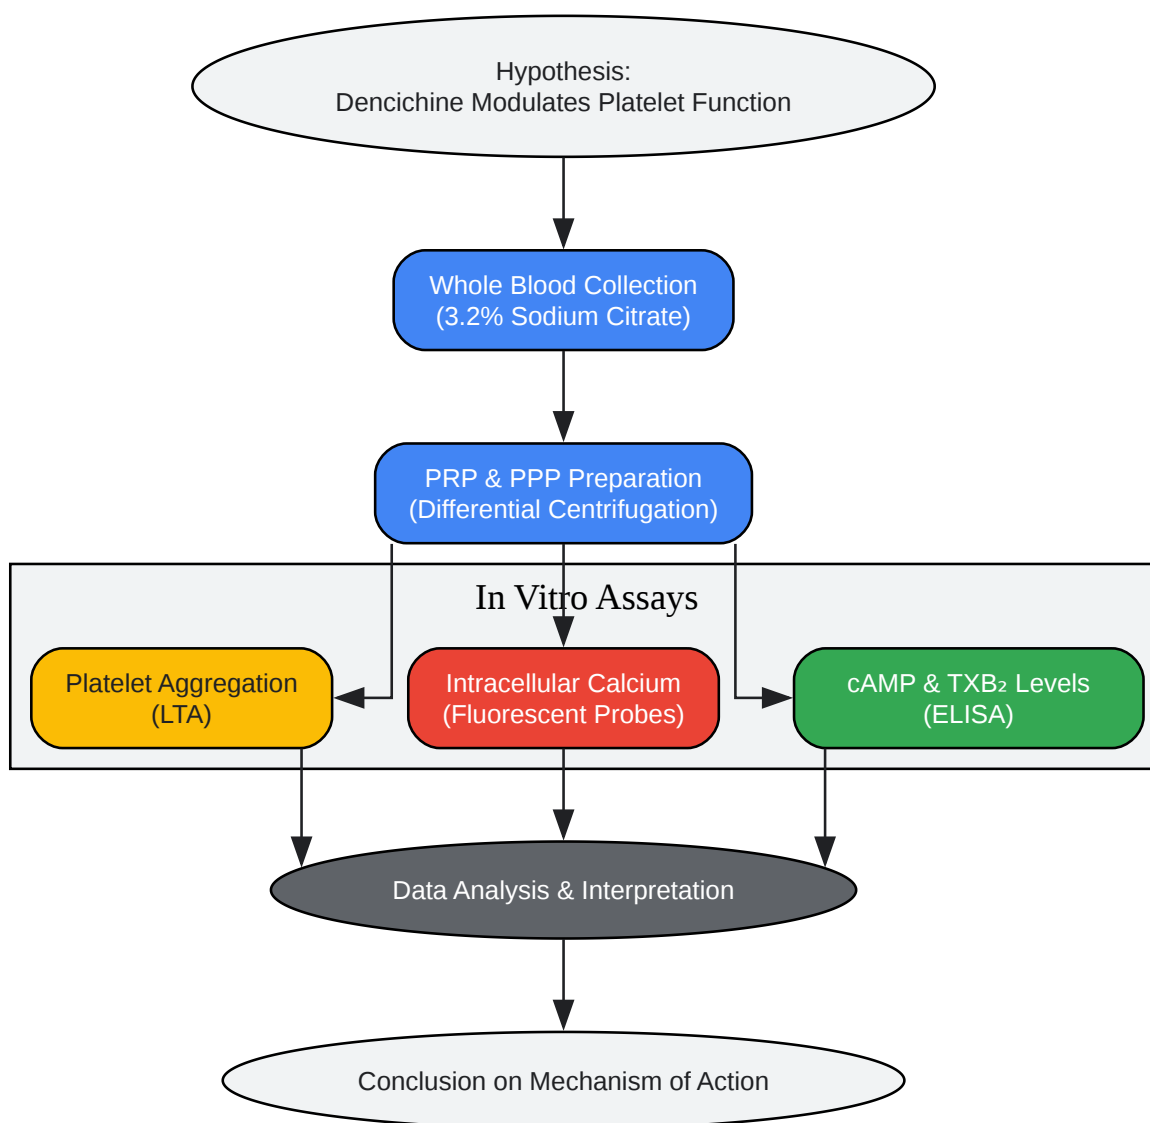 Hypothesis:
Dencichine Modulates Platelet Function
Whole Blood Collection
(3.2% Sodium Citrate)
PRP & PPP Preparation
(Differential Centrifugation)
In Vitro Assays
Platelet Aggregation
(LTA)
Intracellular Calcium
(Fluorescent Probes)
cAMP & TXB₂ Levels
(ELISA)
Data Analysis & Interpretation
Conclusion on Mechanism of Action